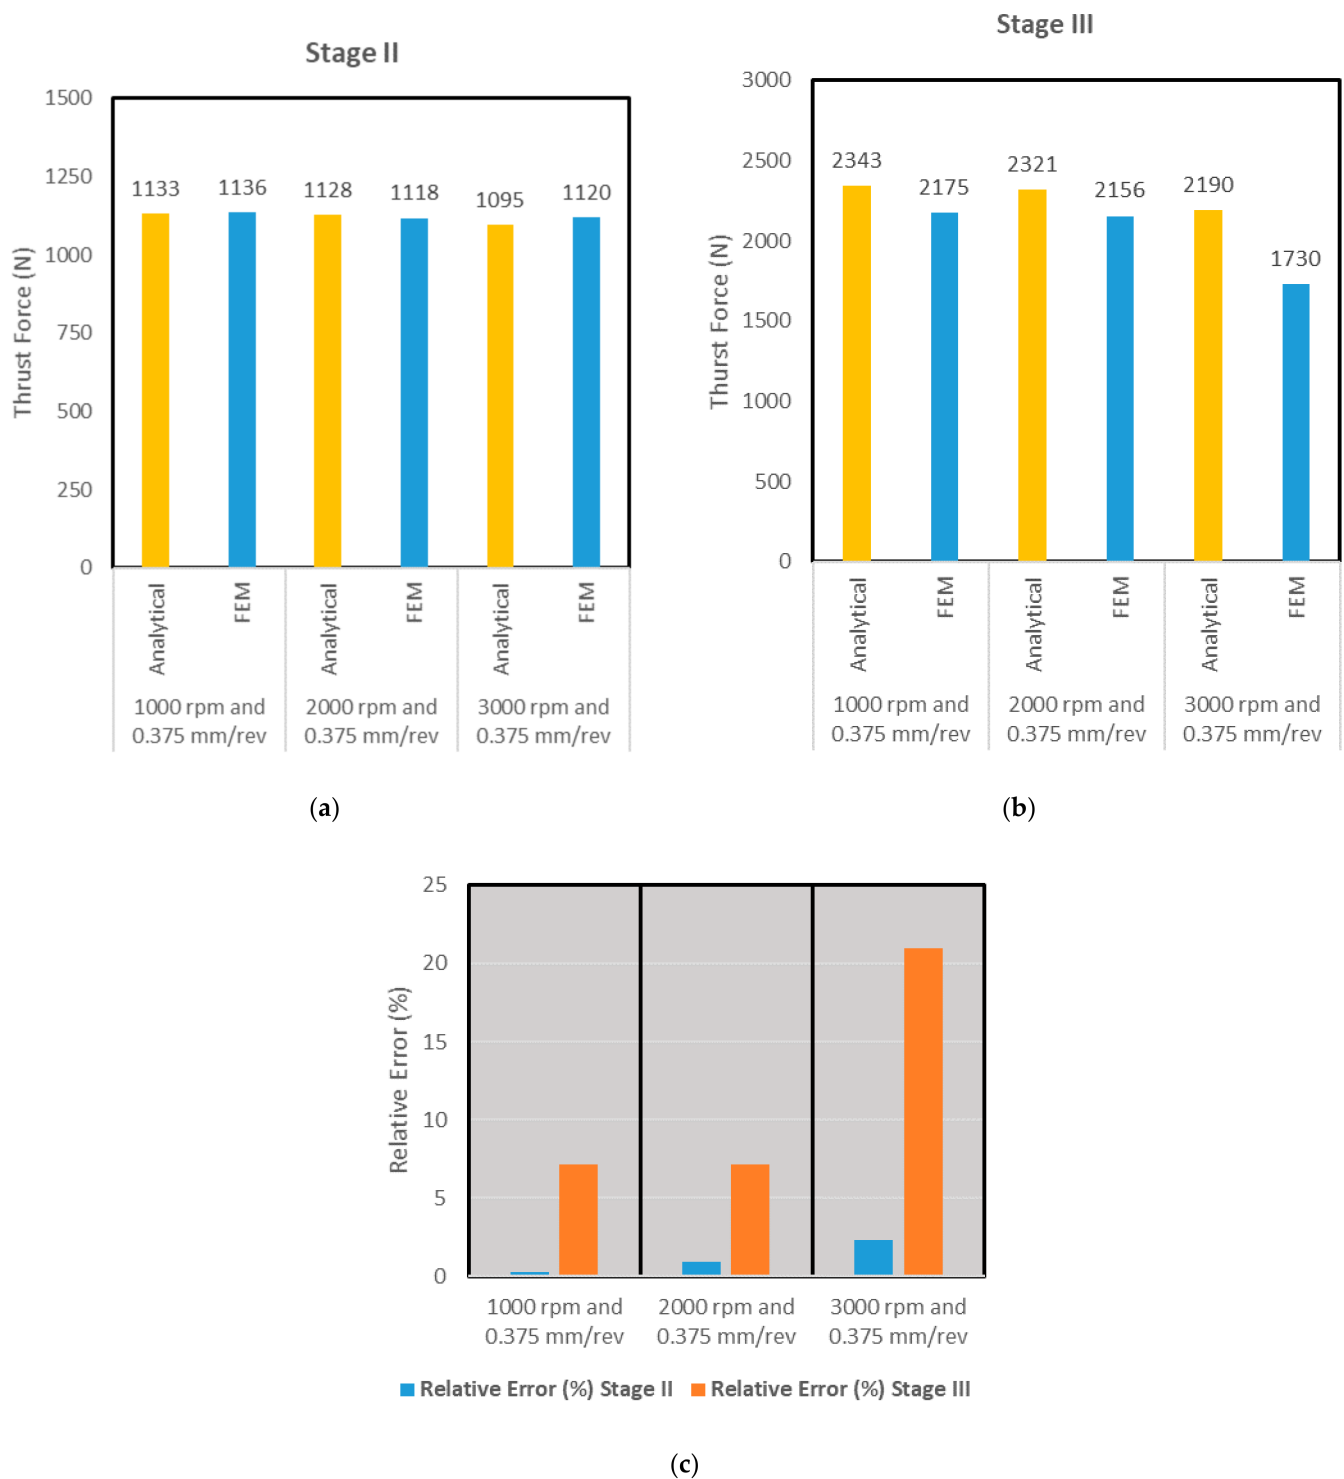 Stage II
1500
1250
1000
750
500
250
0
Thrust Force (N)
1133
1136
1128
1118
1095
1120
Analytical
FEM
Analytical
FEM
Analytical
FEM
1000 rpm and
0.375 mm/rev
2000 rpm and
0.375 mm/rev
3000 rpm and
0.375 mm/rev
(a)
Stage III
3000
2500
2000
1500
1000
500
0
Thurst Force (N)
2343
2175
2321
2156
2190
1730
Analytical
FEM
Analytical
FEM
Analytical
FEM
1000 rpm and
0.375 mm/rev
2000 rpm and
0.375 mm/rev
3000 rpm and
0.375 mm/rev
(b)
25
20
15
10
5
0
Relative Error (%)
1000 rpm and
0.375 mm/rev
2000 rpm and
0.375 mm/rev
3000 rpm and
0.375 mm/rev
Relative Error (%) Stage II
Relative Error (%) Stage III
(c)